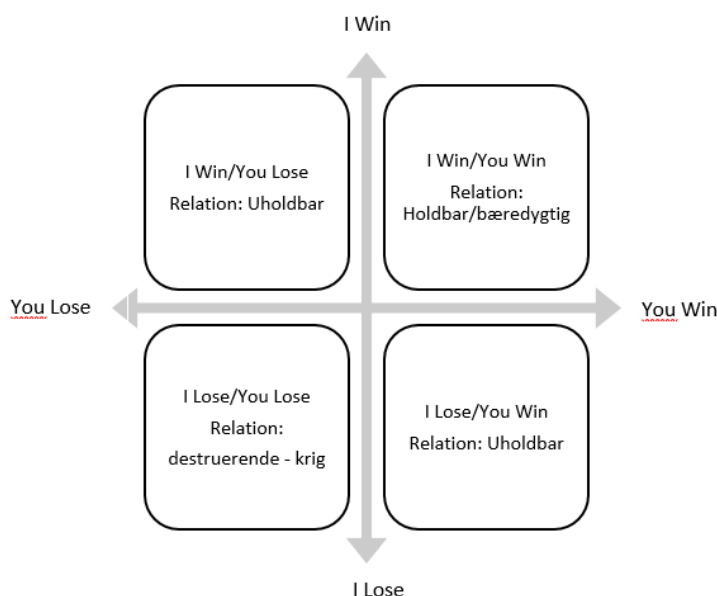 I Win
I Win/You Lose
Relation: Uholdbar
I Win/You Win
Relation:
Holdbar/bæredygtig
You Lose
You Win
I Lose/You Lose
Relation:
destruerende - krig
I Lose/You Win
Relation: Uholdbar
I Lose